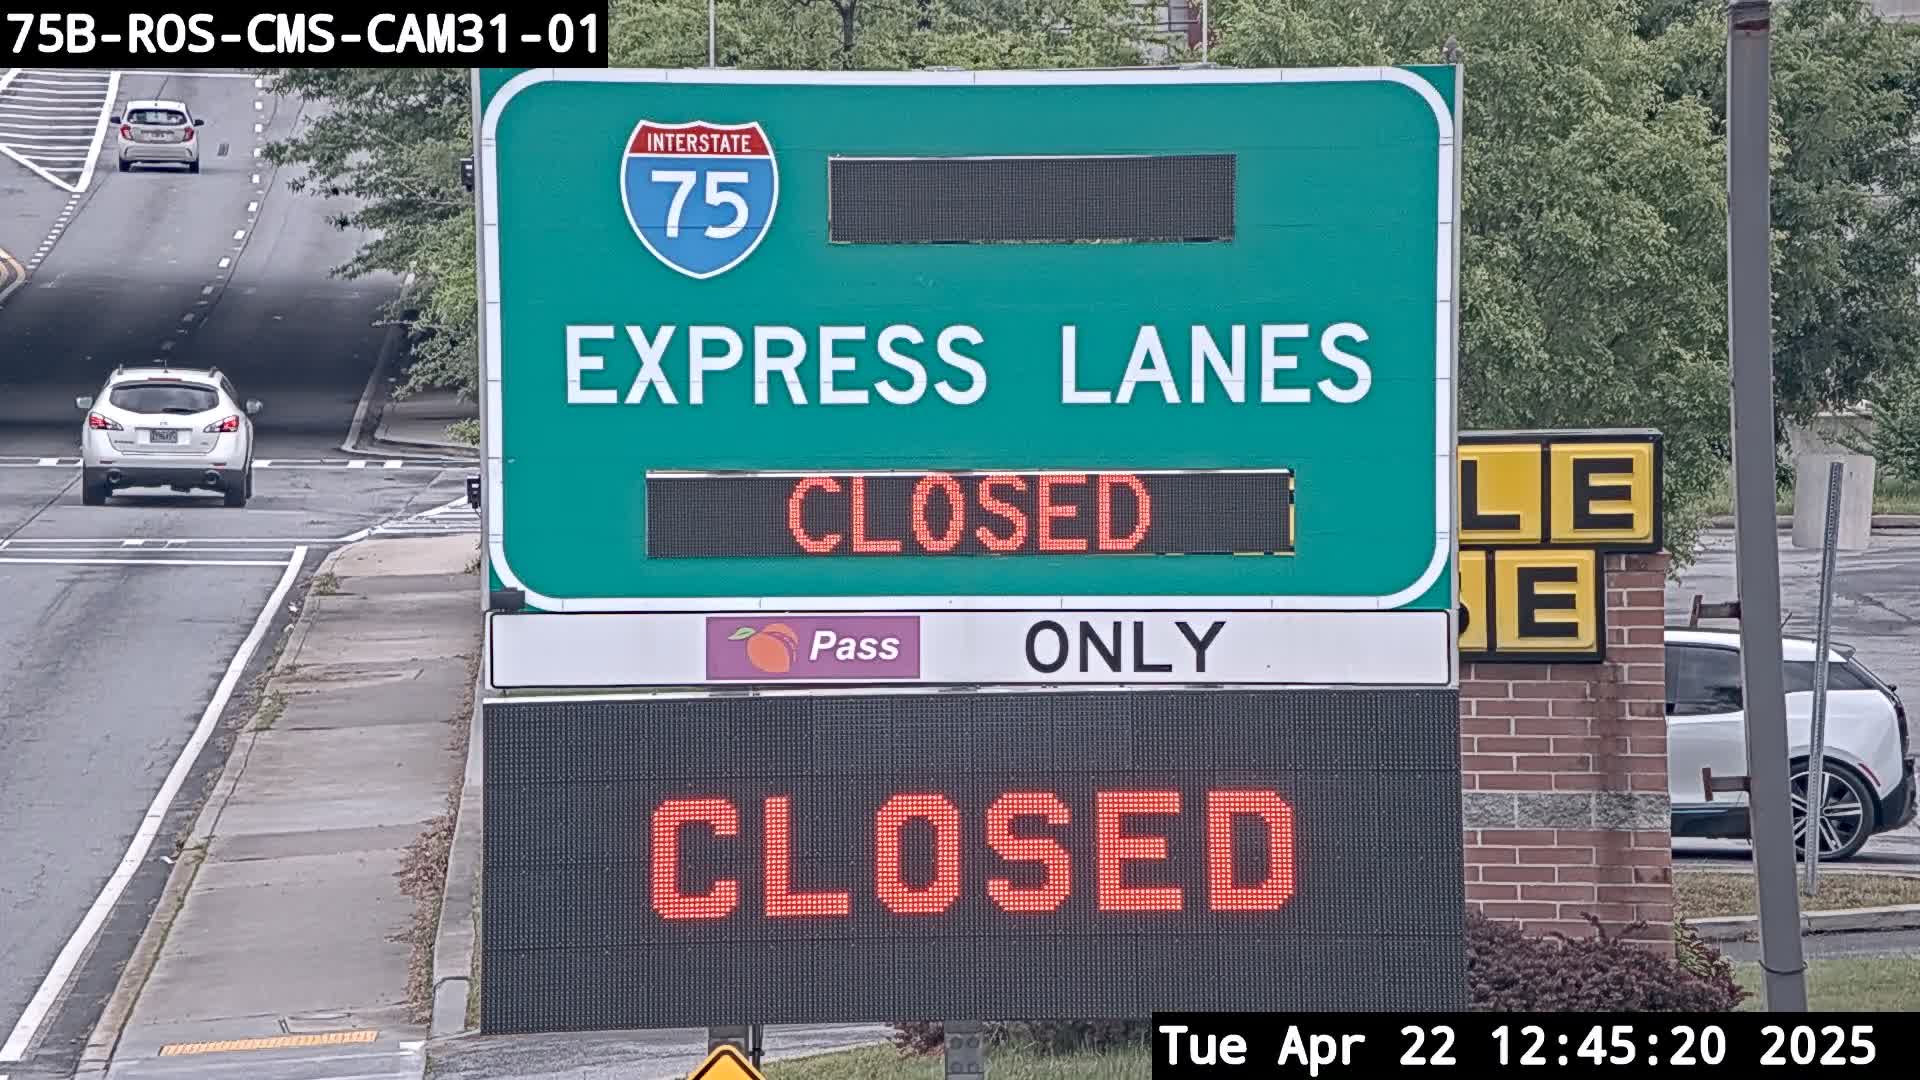 75B-ROS-CMS-CAM31-01
INTERSTATE
75
EXPRESS LANES
CLOSED
Pass ONLY
CLOSED
LE
E
Tue Apr 22 12:45:20 2025